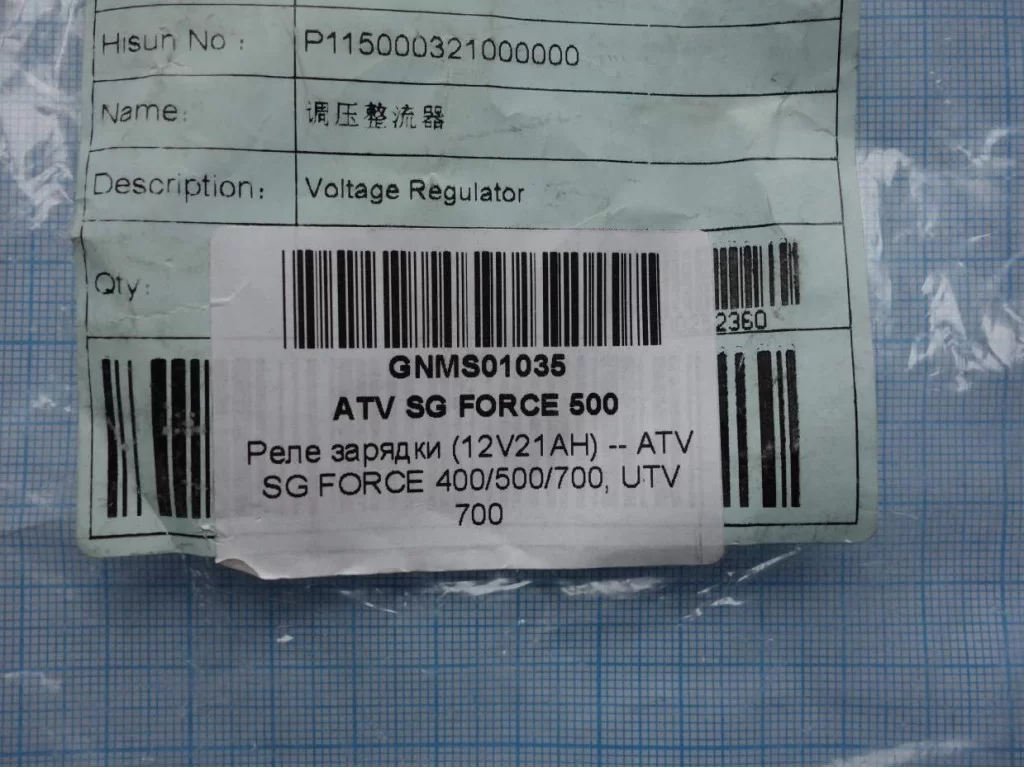 Hisun No : P115000321000000
Name: 调压整流器
Description: Voltage Regulator
Qty:
2360
GNMS01035
ATV SG FORCE 500
Реле зарядки (12V21AH) -- ATV
SG FORCE 400/500/700, UTV
700